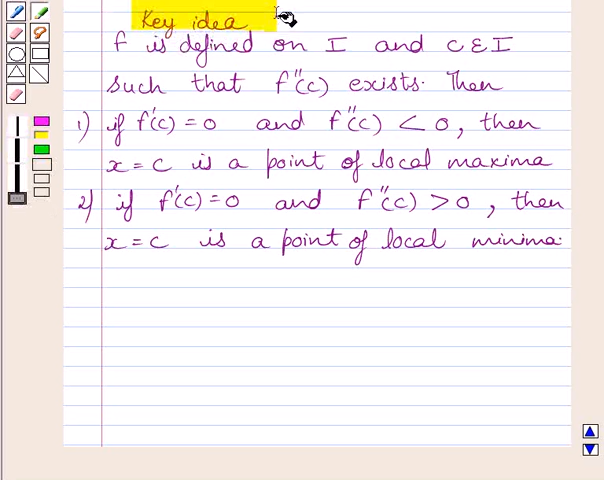 Key idea
f is defined on I and c ε I
such that f''(c) exists. Then
1) if f'(c) = 0 and f''(c) < 0, then
x = c is a point of local maxima
2) if f'(c) = 0 and f''(c) > 0, then
x = c is a point of local minima.